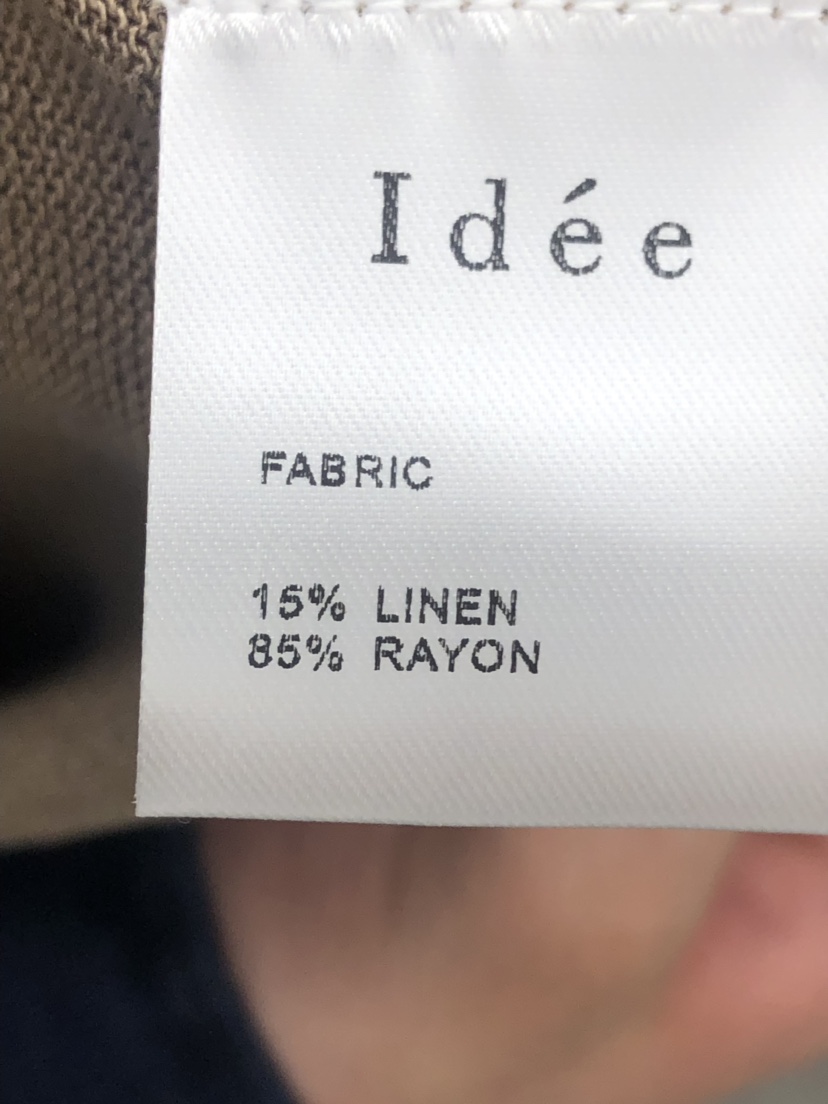 Idée
FABRIC
15% LINEN
85% RAYON